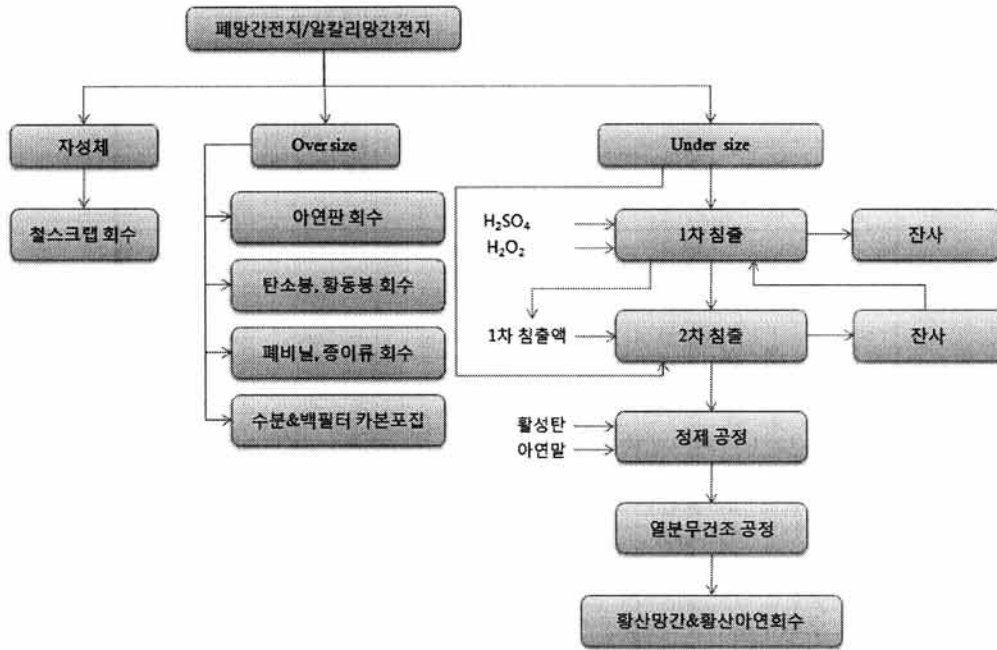 폐망간전지/알칼리망간전지
자성체
Over size
Under size
철스크랩 회수
아연판 회수
탄소봉, 황동봉 회수
폐비닐, 종이류 회수
수분&백필터 카본포집
H₂SO₄
H₂O₂
1차 침출
잔사
1차 침출액
2차 침출
잔사
활성탄
아연말
정제 공정
열분무건조 공정
황산망간&황산아연회수